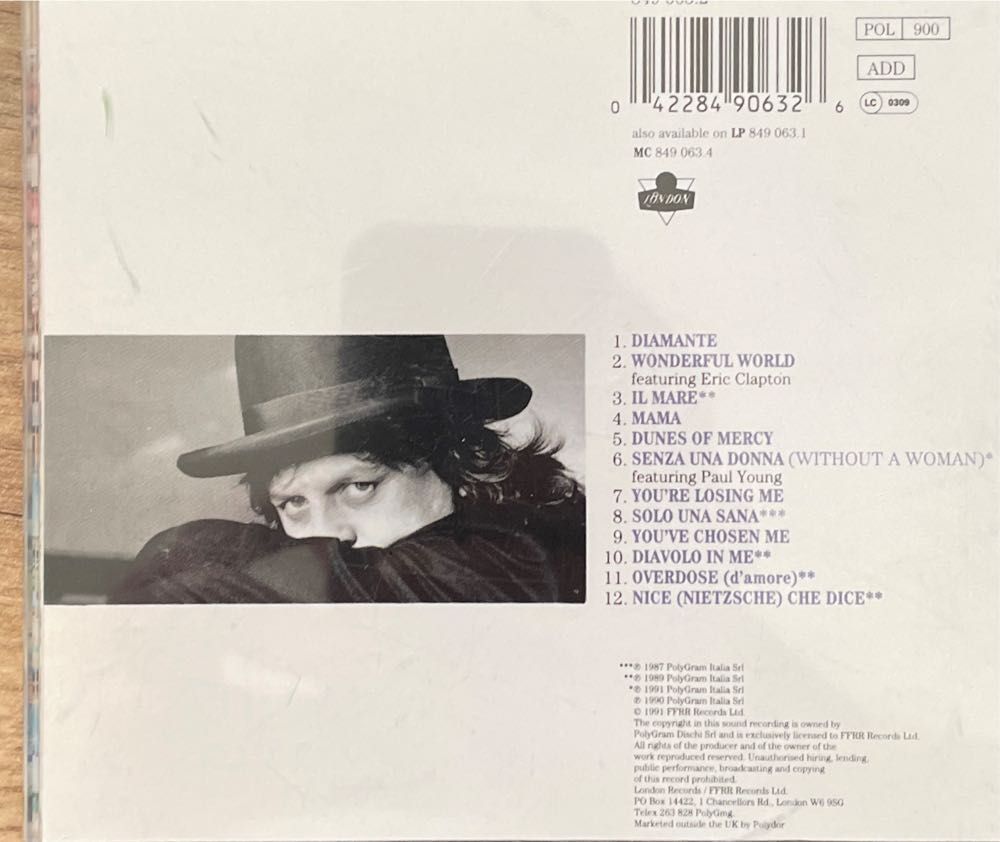 POL 900
ADD
LC 0309
0 42284 90632 6
also available on LP 849 063.1
MC 849 063.4
LONDON
1. DIAMANTE
2. WONDERFUL WORLD
featuring Eric Clapton
3. IL MARE**
4. MAMA
5. DUNES OF MERCY
6. SENZA UNA DONNA (WITHOUT A WOMAN)*
featuring Paul Young
7. YOU'RE LOSING ME
8. SOLO UNA SANA***
9. YOU'VE CHOSEN ME
10. DIAVOLO IN ME**
11. OVERDOSE (d'amore)**
12. NICE (NIETZSCHE) CHE DICE**
***℗ 1987 PolyGram Italia Srl
**℗ 1989 PolyGram Italia Srl
*℗ 1991 PolyGram Italia Srl
℗ 1990 PolyGram Italia Srl
© 1991 FFRR Records Ltd.
The copyright in this sound recording is owned by
PolyGram Dischi Srl and is exclusively licensed to FFRR Records Ltd.
All rights of the producer and of the owner of the
work reproduced reserved. Unauthorised hiring, lending,
public performance, broadcasting and copying
of this record prohibited.
London Records / FFRR Records Ltd.
PO Box 14422, 1 Chancellors Rd., London W6 9SG
Telex 263 828 PolyGmg.
Marketed outside the UK by Polydor